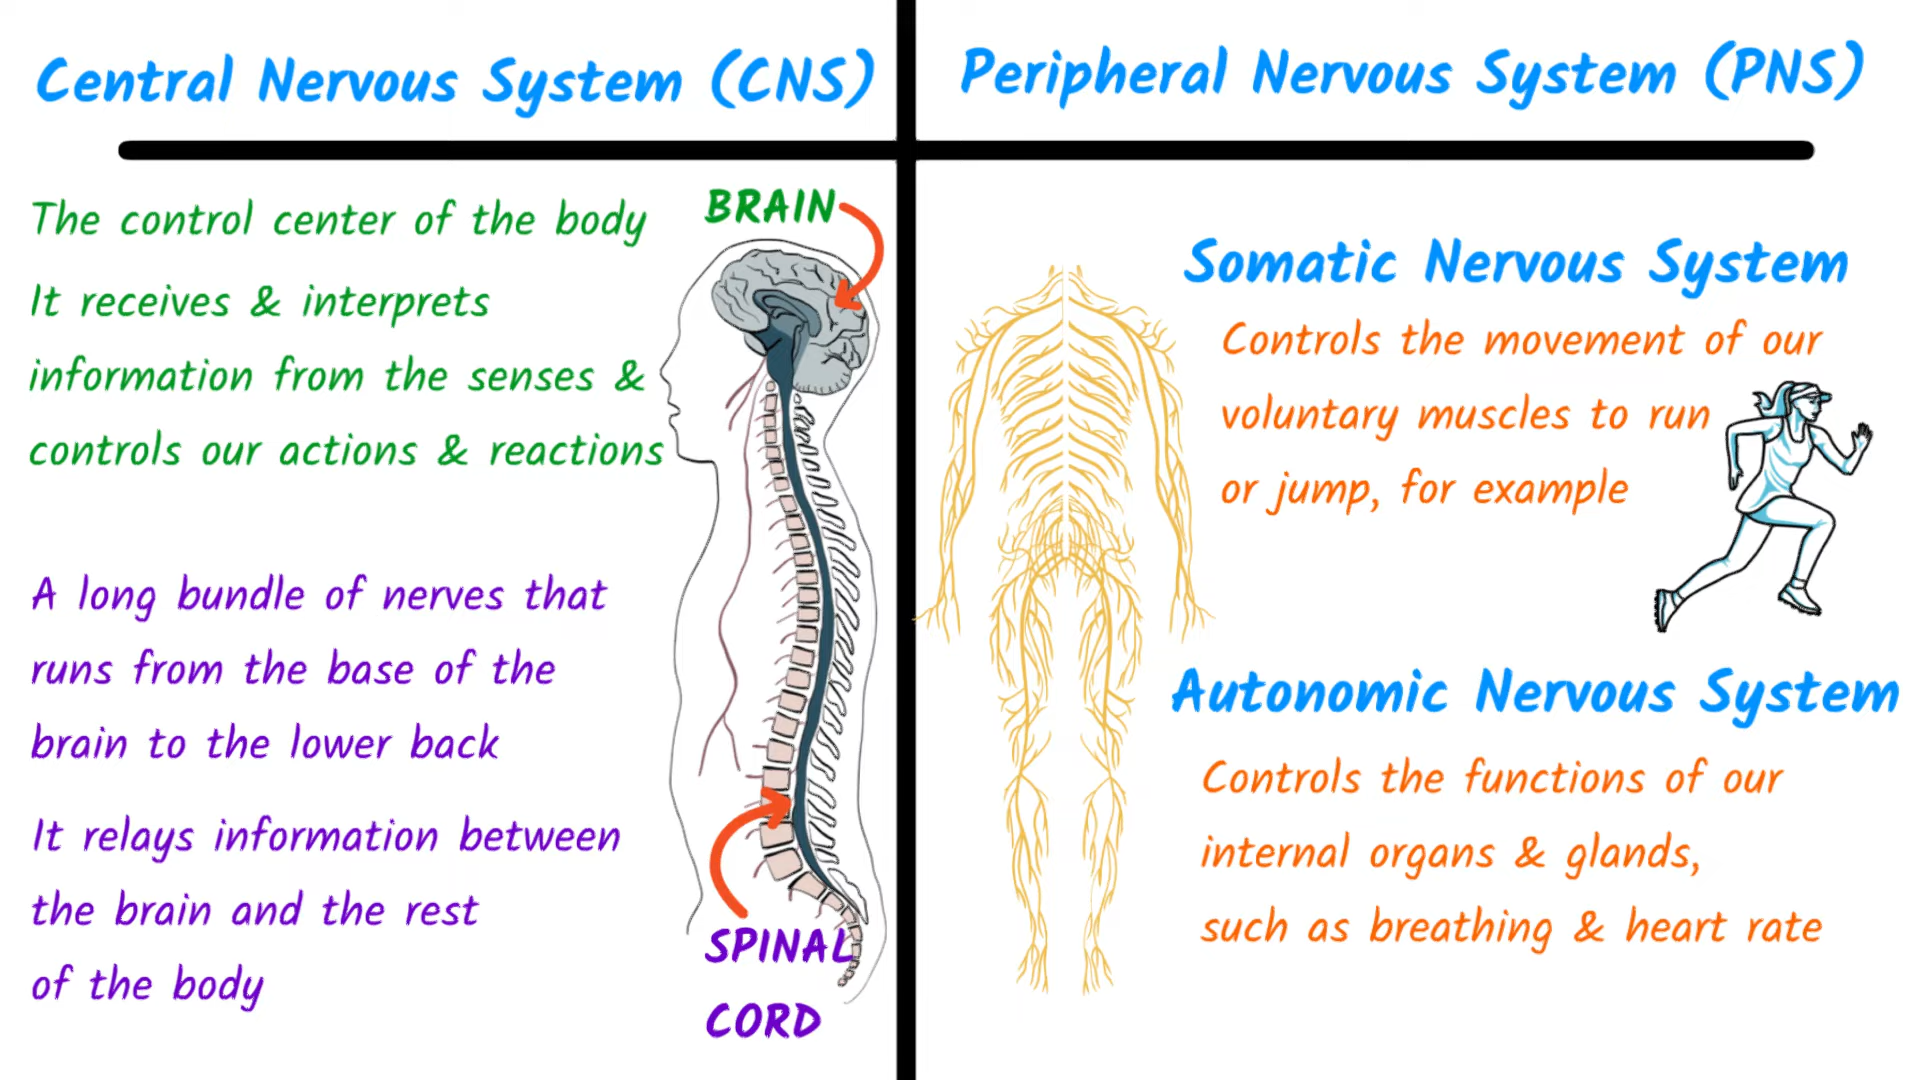 Central Nervous System (CNS)
The control center of the body
It receives & interprets
information from the senses &
controls our actions & reactions
BRAIN
A long bundle of nerves that
runs from the base of the
brain to the lower back
It relays information between
the brain and the rest
of the body
SPINAL
CORD
Peripheral Nervous System (PNS)
Somatic Nervous System
Controls the movement of our
voluntary muscles to run
or jump, for example
Autonomic Nervous System
Controls the functions of our
internal organs & glands,
such as breathing & heart rate